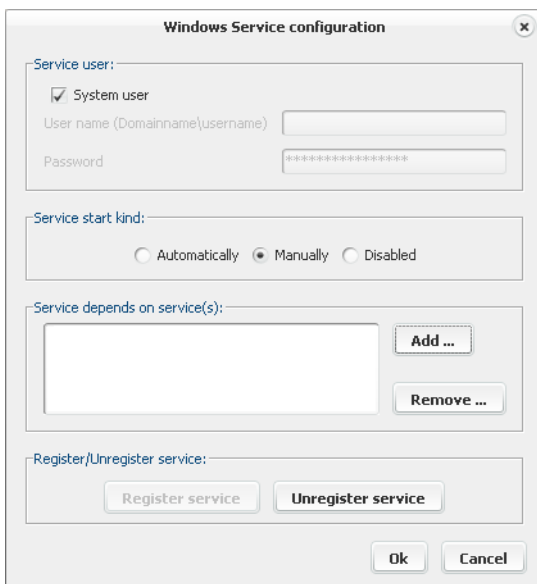 Windows Service configuration
Service user:
System user
User name (Domainname\username)
Password
****************
Service start kind:
Automatically Manually Disabled
Service depends on service(s):
Add ...
Remove ...
Register/Unregister service:
Register service Unregister service
Ok Cancel